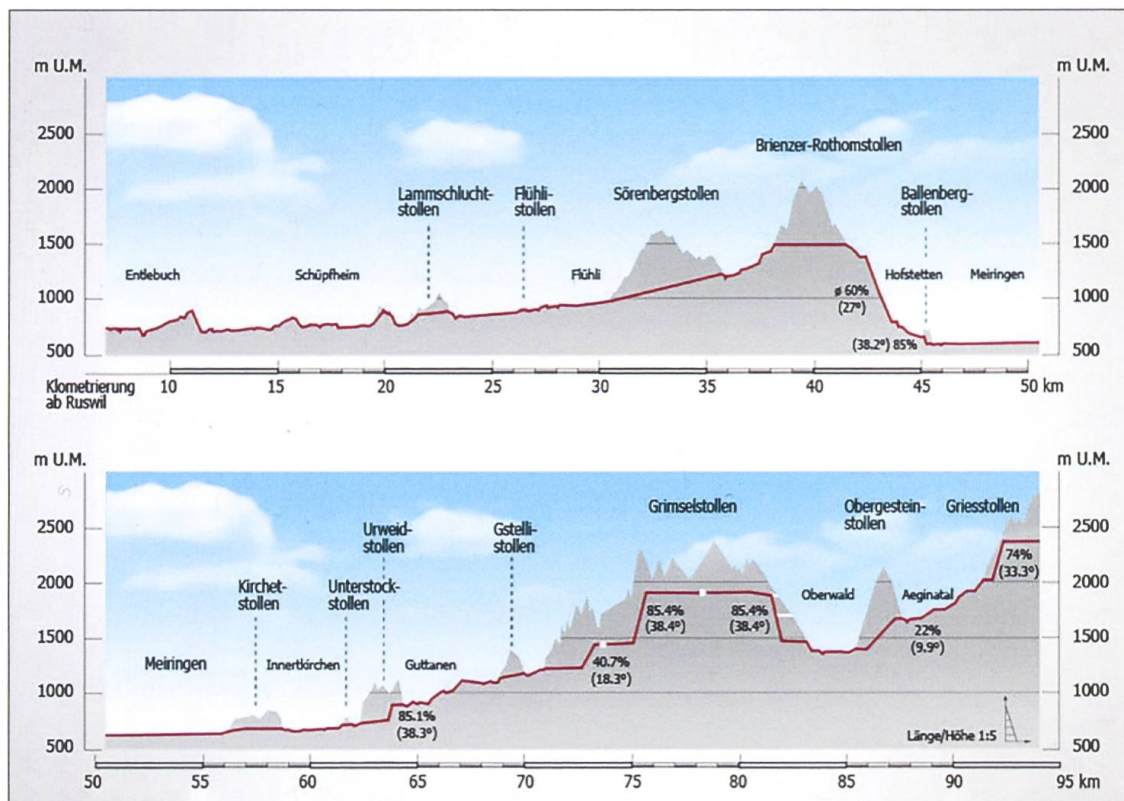 m U.M.
m U.M.
2500
2500
Brienzer-Rothornstollen
2000
2000
Lammschlucht-
stollen
Flühli-
stollen
Sörenbergstollen
Ballenberg-
stollen
1500
1500
Entlebuch
Schüpfheim
Flühli
Hofstetten
Meiringen
1000
ø 60%
(27°)
1000
500
(38.2°) 85%
500
Klometrierung
ab Ruswil
10
15
20
25
30
35
40
45
50 km
m U.M.
m U.M.
2500
2500
Urweid-
stollen
Gstelli-
stollen
Grimselstollen
Obergestein-
stollen
Griesstollen
74%
(33.3°)
2000
2000
Kirchet-
stollen
Unterstock-
stollen
85.4%
(38.4°)
85.4%
(38.4°)
Oberwald
Aeginatal
1500
1500
Meiringen
Innertkirchen
Guttanen
40.7%
(18.3°)
22%
(9.9°)
1000
1000
85.1%
(38.3°)
Länge/Höhe 1:5
500
500
50
55
60
65
70
75
80
85
90
95 km